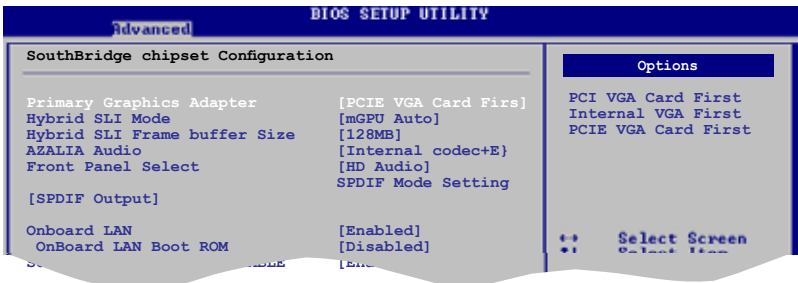 BIOS SETUP UTILITY
Advanced
SouthBridge chipset Configuration
Options
Primary Graphics Adapter [PCIE VGA Card Firs]
PCI VGA Card First
Hybrid SLI Mode [mGPU Auto]
Internal VGA First
Hybrid SLI Frame buffer Size [128MB]
PCIE VGA Card First
AZALIA Audio [Internal codec+E}
Front Panel Select [HD Audio]
SPDIF Mode Setting
[SPDIF Output]
Onboard LAN [Enabled]
OnBoard LAN Boot ROM [Disabled]
↔ Select Screen
Select Item